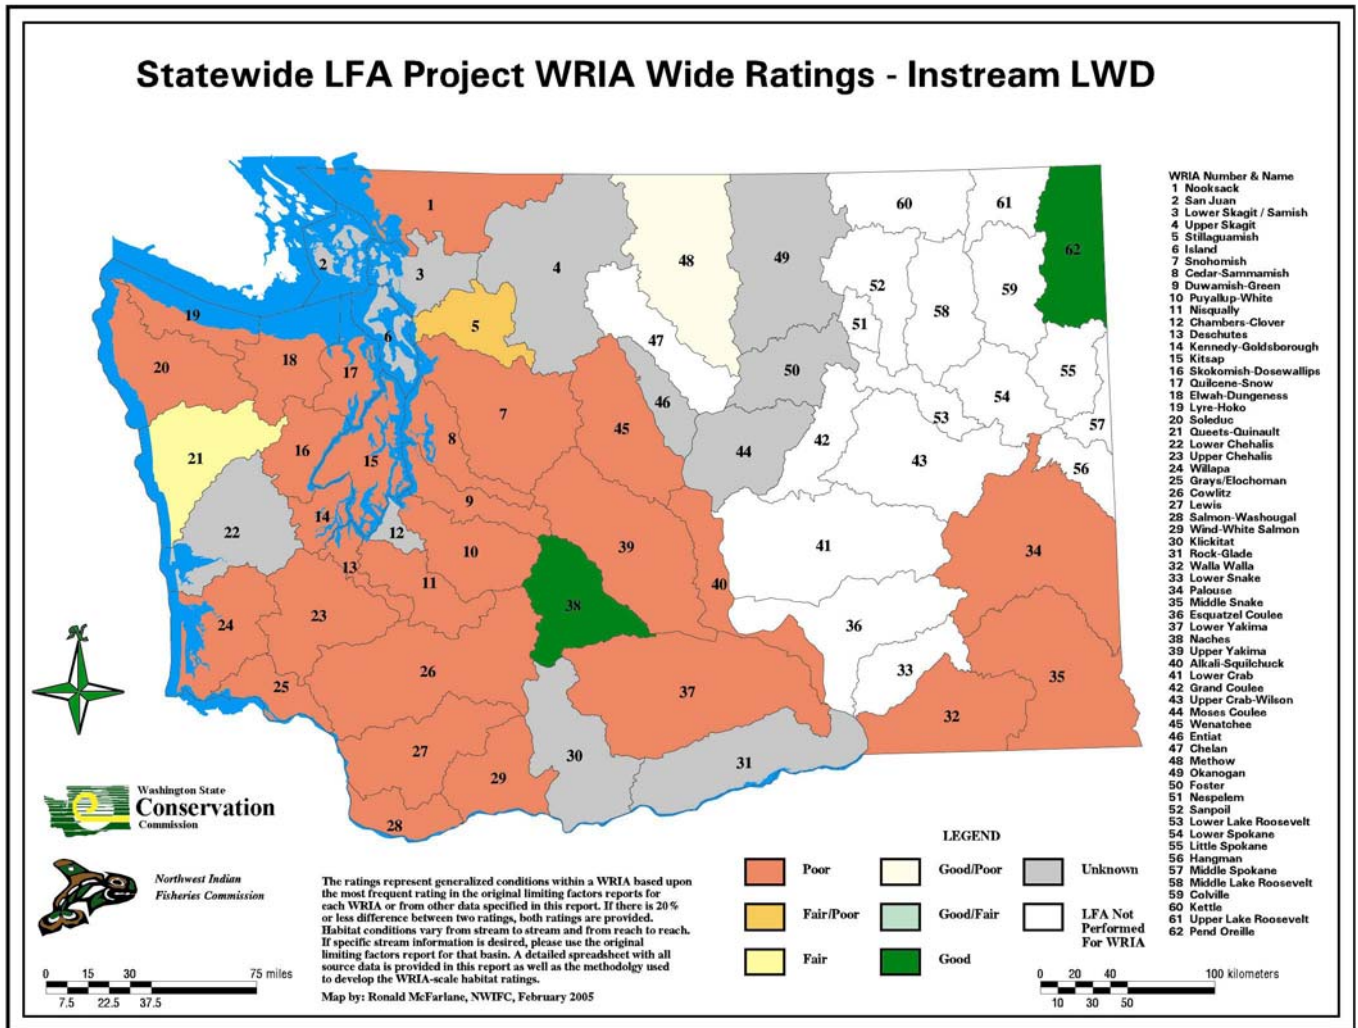 Statewide LFA Project WRIA Wide Ratings - Instream LWD
WRIA Number & Name
1 Nooksack
2 San Juan
3 Lower Skagit / Samish
4 Upper Skagit
5 Stillaguamish
6 Island
7 Snohomish
8 Cedar-Sammamish
9 Duwamish-Green
10 Puyallup-White
11 Nisqually
12 Chambers-Clover
13 Deschutes
14 Kennedy-Goldsborough
15 Kitsap
16 Skokomish-Dosewallips
17 Quilcene-Snow
18 Elwah-Dungeness
19 Lyre-Hoko
20 Soleduc
21 Queets-Quinault
22 Lower Chehalis
23 Upper Chehalis
24 Willapa
25 Grays/Elochoman
26 Cowlitz
27 Lewis
28 Salmon-Washougal
29 Wind-White Salmon
30 Klickitat
31 Rock-Glade
32 Walla Walla
33 Lower Snake
34 Palouse
35 Middle Snake
36 Esquatzel Coulee
37 Lower Yakima
38 Naches
39 Upper Yakima
40 Alkali-Squilchuck
41 Lower Crab
42 Grand Coulee
43 Upper Crab-Wilson
44 Moses Coulee
45 Wenatchee
46 Entiat
47 Chelan
48 Methow
49 Okanogan
50 Foster
51 Nespelem
52 Sanpoil
53 Lower Lake Roosevelt
54 Lower Spokane
55 Little Spokane
56 Hangman
57 Middle Spokane
58 Middle Lake Roosevelt
59 Colville
60 Kettle
61 Upper Lake Roosevelt
62 Pend Oreille
1
2
3
4
5
6
7
8
9
10
11
12
13
14
15
16
17
18
19
20
21
22
23
24
25
26
27
28
29
30
31
32
33
34
35
36
37
38
39
40
41
42
43
44
45
46
47
48
49
50
51
52
53
54
55
56
57
58
59
60
61
62
N
Washington State
Conservation
Commission
Northwest Indian
Fisheries Commission
The ratings represent generalized conditions within a WRIA based upon
the most frequent rating in the original limiting factors reports for
each WRIA or from other data specified in this report. If there is 20%
or less difference between two ratings, both ratings are provided.
Habitat conditions vary from stream to stream and from reach to reach.
If specific stream information is desired, please use the original
limiting factors report for that basin. A detailed spreadsheet with all
source data is provided in this report as well as the methodolgy used
to develop the WRIA-scale habitat ratings.
Map by: Ronald McFarlane, NWIFC, February 2005
LEGEND
Poor
Fair/Poor
Fair
Good/Poor
Good/Fair
Good
Unknown
LFA Not
Performed
For WRIA
0 15 30 75 miles
7.5 22.5 37.5
0 20 40 100 kilometers
10 30 50